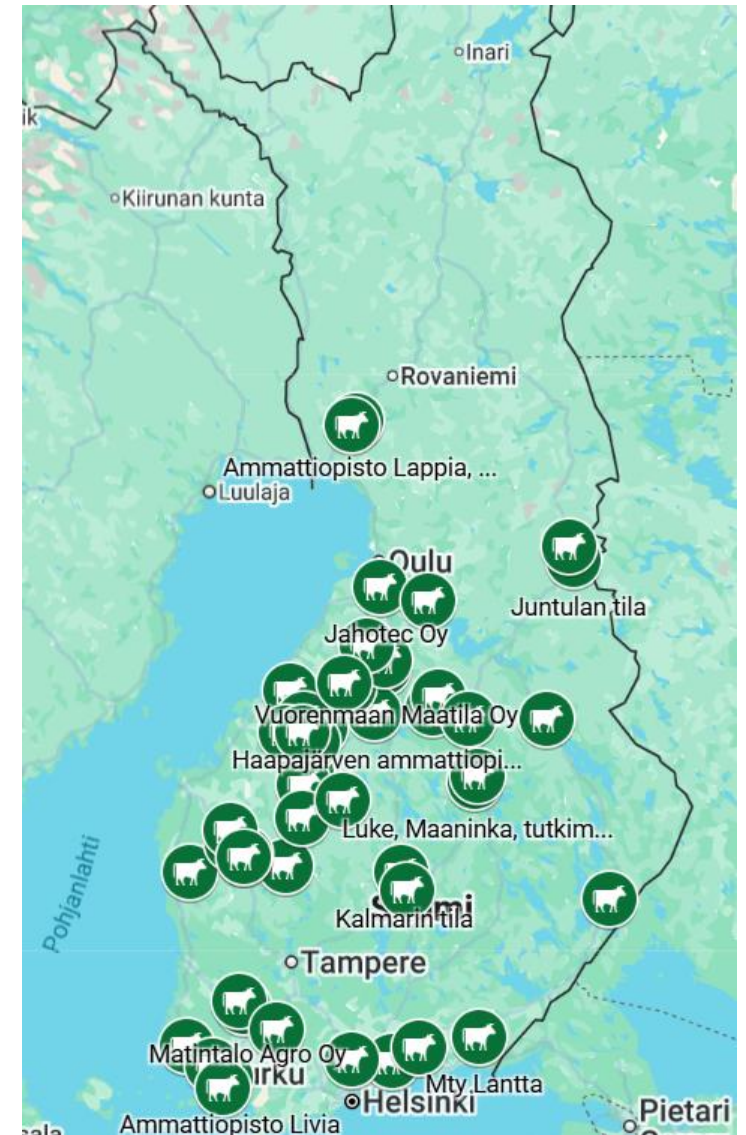 Inari
ik
Kiirunan kunta
Rovaniemi
Ammattiopisto Lappia, ...
Luulaja
Oulu
Juntulan tila
Jahotec Oy
Vuorenmaan Maatila Oy
Haapajärven ammattiopi...
Luke, Maaninka, tutkim...
Pohjanlahti
Kalmarin tila
Tampere
Matintalo Agro Oy
Mty Lantta
Helsinki
Pietari
Ammattiopisto Livia